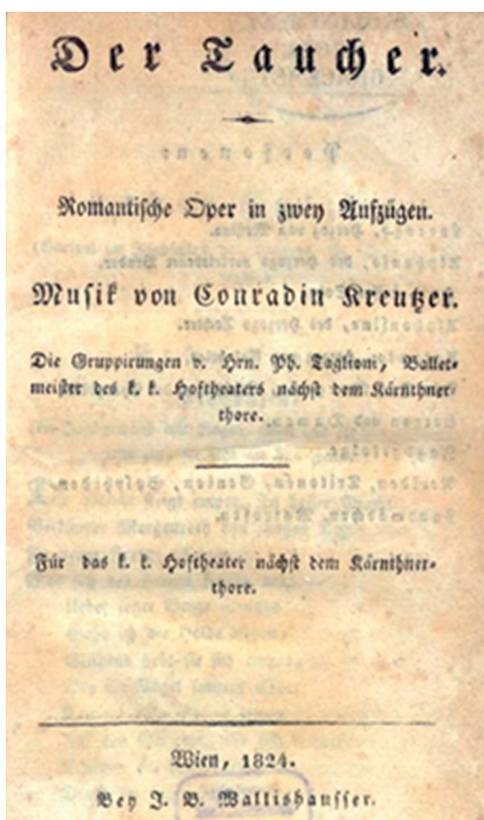 Der Taucher.
Romantische Oper in zwey Aufzügen.
Musik von Conradin Kreutzer.
Die Gruppirungen v. Hrn. Ph. Taglioni, Ballet-
meister des k. k. Hoftheaters nächst dem Kärnthner-
thore.
Für das k. k. Hoftheater nächst dem Kärnthner-
thore.
Wien, 1824.
Bey J. B. Wallishausser.